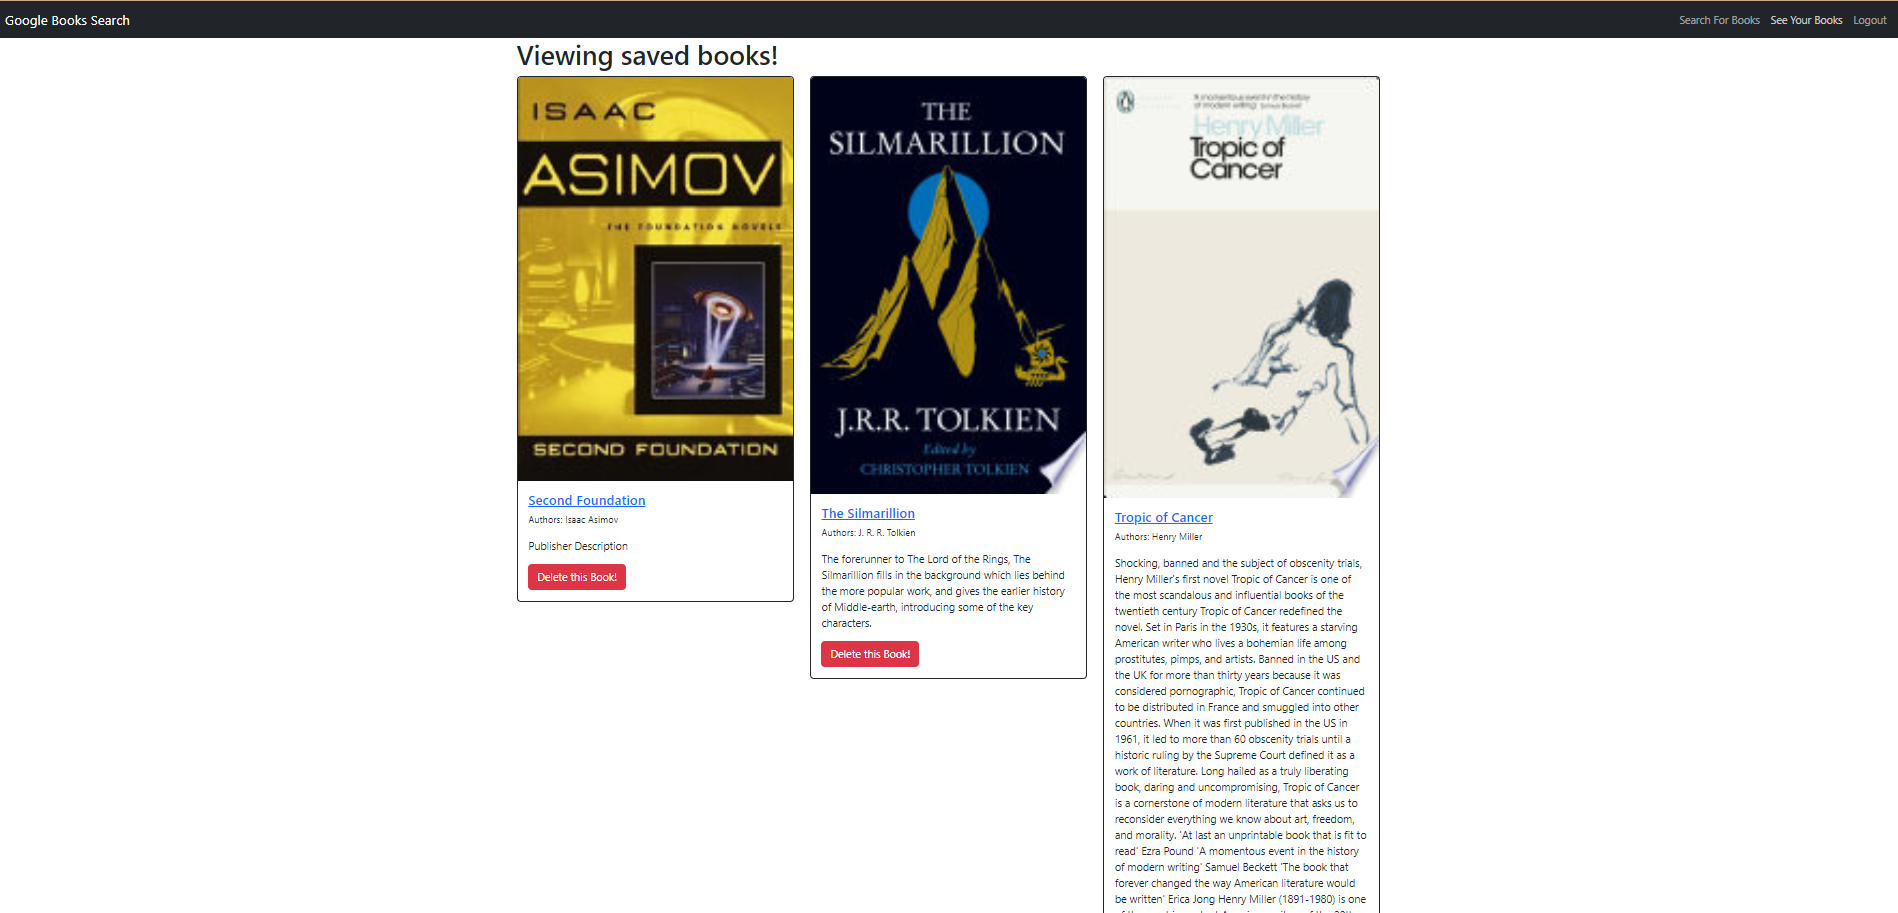 Google Books Search
Search For Books
See Your Books
Logout
Viewing saved books!
ISAAC
ASIMOV
THE FOUNDATION NOVELS
SECOND FOUNDATION
Second Foundation
Authors: Isaac Asimov
Publisher Description
Delete this Book!
THE
SILMARILLION
J.R.R. TOLKIEN
Edited by
CHRISTOPHER TOLKIEN
The Silmarillion
Authors: J. R. R. Tolkien
The forerunner to The Lord of the Rings, The
Silmarillion fills in the background which lies behind
the more popular work, and gives the earlier history
of Middle-earth, introducing some of the key
characters.
Delete this Book!
'A momentous event in the history
of modern writing' Samuel Beckett
Henry Miller
Tropic of
Cancer
Tropic of Cancer
Authors: Henry Miller
Shocking, banned and the subject of obscenity trials,
Henry Miller's first novel Tropic of Cancer is one of
the most scandalous and influential books of the
twentieth century Tropic of Cancer redefined the
novel. Set in Paris in the 1930s, it features a starving
American writer who lives a bohemian life among
prostitutes, pimps, and artists. Banned in the US and
the UK for more than thirty years because it was
considered pornographic, Tropic of Cancer continued
to be distributed in France and smuggled into other
countries. When it was first published in the US in
1961, it led to more than 60 obscenity trials until a
historic ruling by the Supreme Court defined it as a
work of literature. Long hailed as a truly liberating
book, daring and uncompromising, Tropic of Cancer
is a cornerstone of modern literature that asks us to
reconsider everything we know about art, freedom,
and morality. 'At last an unprintable book that is fit to
read' Ezra Pound 'A momentous event in the history
of modern writing' Samuel Beckett 'The book that
forever changed the way American literature would
be written' Erica Jong Henry Miller (1891-1980) is one